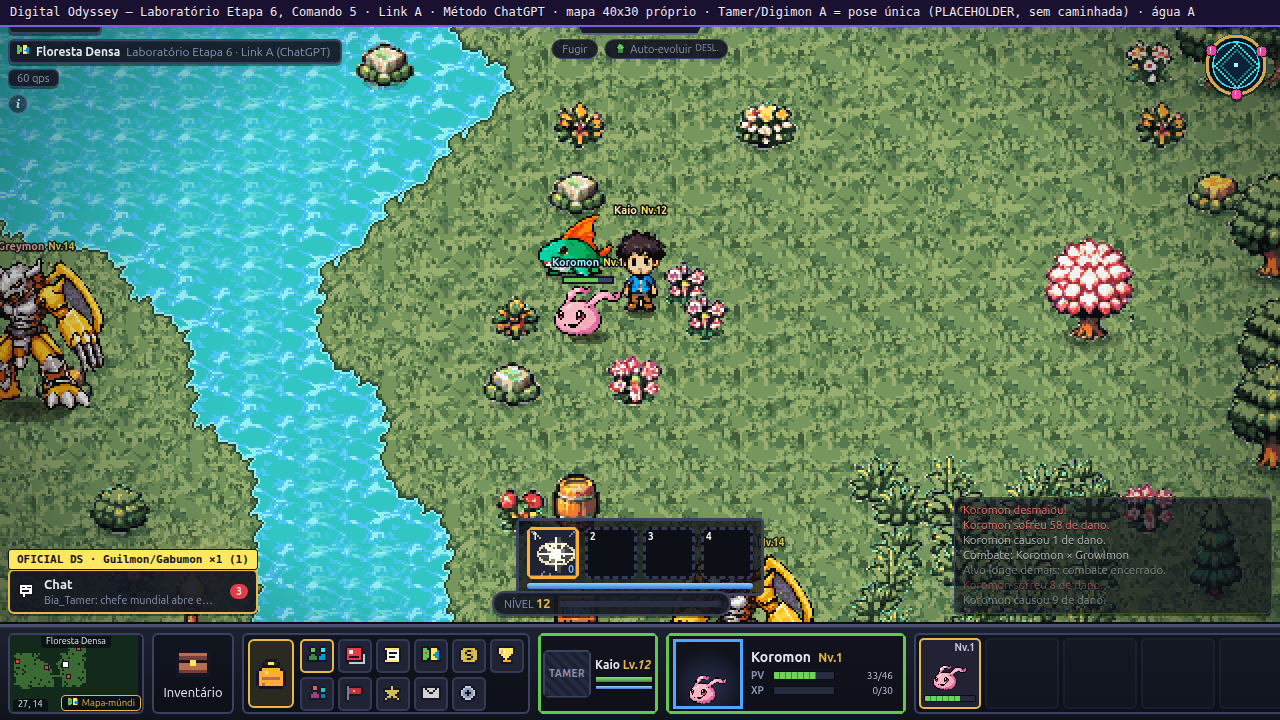 Digital Odyssey — Laboratório Etapa 6, Comando 5 · Link A · Método ChatGPT · mapa 40x30 próprio · Tamer/Digimon A = pose única (PLACEHOLDER, sem caminhada) · água A
Floresta Densa Laboratório Etapa 6 · Link A (ChatGPT)
Fugir
Auto-evoluir DESL.
60 qps
i
Kaio Nv.12
Greymon Nv.14
Koromon Nv.1
lv.14
Koromon desmaiou!
Koromon sofreu 58 de dano.
Koromon causou 1 de dano.
Combate: Koromon × Growlmon
Alvo longe demais: combate encerrado.
Koromon sofreu 8 de dano.
Koromon causou 9 de dano.
1 2 3 4
0
NÍVEL 12
OFICIAL DS · Guilmon/Gabumon ×1 (1)
Chat
Bia_Tamer: chefe mundial abre e…
3
Floresta Densa
27, 14
Mapa-múndi
Inventário
TAMER
Kaio Lv.12
Koromon Nv.1
PV 33/46
XP 0/30
Nv.1